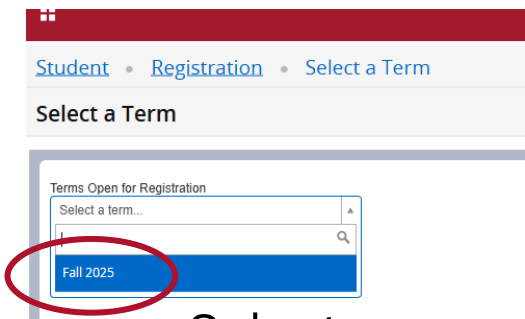 Student • Registration • Select a Term
Select a Term
Terms Open for Registration
Select a term...
Fall 2025